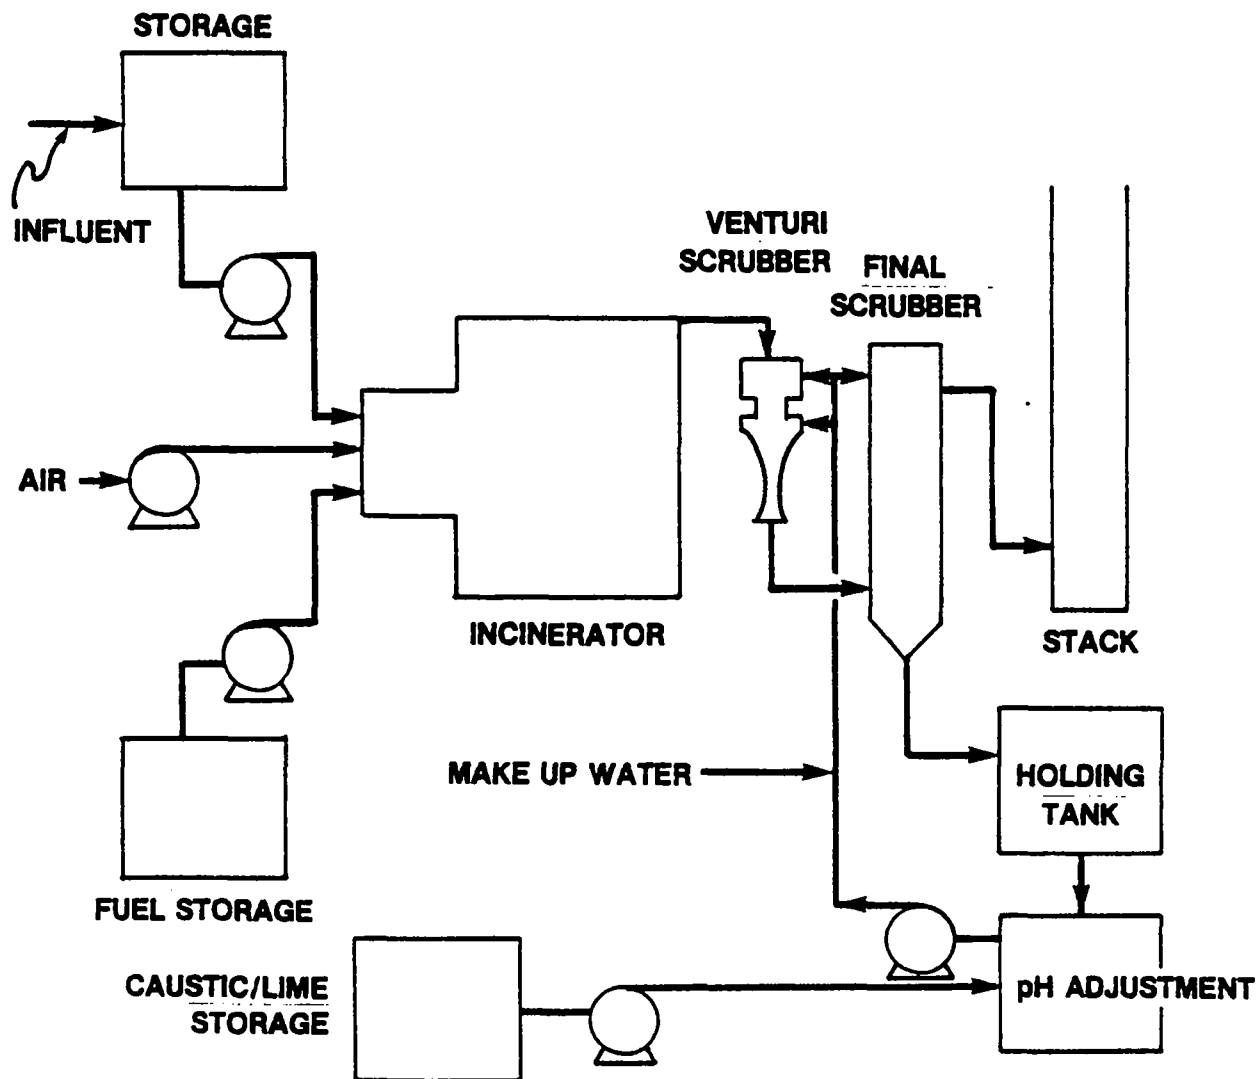 STORAGE
INFLUENT
VENTURI
SCRUBBER
FINAL
SCRUBBER
AIR
INCINERATOR
STACK
MAKE UP WATER
HOLDING
TANK
FUEL STORAGE
CAUSTIC/LIME
STORAGE
pH ADJUSTMENT